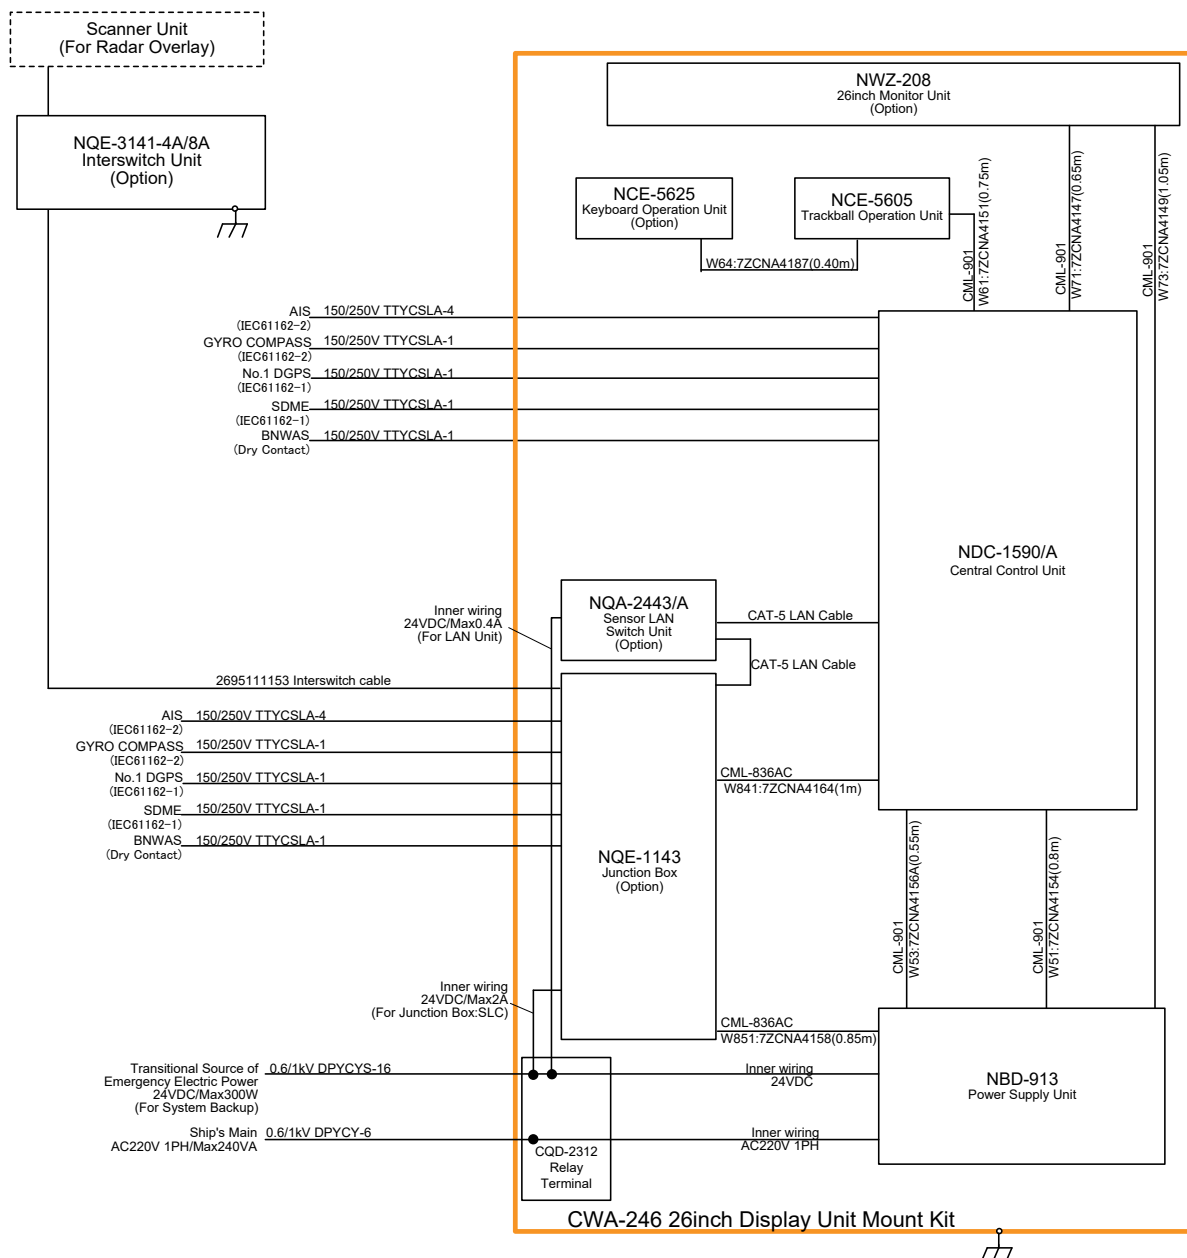 Scanner Unit
(For Radar Overlay)
NQE-3141-4A/8A
Interswitch Unit
(Option)
NWZ-208
26inch Monitor Unit
(Option)
NCE-5625
Keyboard Operation Unit
(Option)
NCE-5605
Trackball Operation Unit
W64:7ZCNA4187(0.40m)
CML-901
W61:7ZCNA4151(0.75m)
CML-901
W71:7ZCNA4147(0.65m)
CML-901
W73:7ZCNA4149(1.05m)
AIS 150/250V TTYCSLA-4
(IEC61162-2)
GYRO COMPASS 150/250V TTYCSLA-1
(IEC61162-2)
No.1 DGPS 150/250V TTYCSLA-1
(IEC61162-1)
SDME 150/250V TTYCSLA-1
(IEC61162-1)
BNWAS 150/250V TTYCSLA-1
(Dry Contact)
NDC-1590/A
Central Control Unit
Inner wiring
24VDC/Max0.4A
(For LAN Unit)
NQA-2443/A
Sensor LAN
Switch Unit
(Option)
CAT-5 LAN Cable
CAT-5 LAN Cable
2695111153 Interswitch cable
AIS 150/250V TTYCSLA-4
(IEC61162-2)
GYRO COMPASS 150/250V TTYCSLA-1
(IEC61162-2)
No.1 DGPS 150/250V TTYCSLA-1
(IEC61162-1)
SDME 150/250V TTYCSLA-1
(IEC61162-1)
BNWAS 150/250V TTYCSLA-1
(Dry Contact)
CML-836AC
W841:7ZCNA4164(1m)
NQE-1143
Junction Box
(Option)
CML-901
W53:7ZCNA4156A(0.55m)
CML-901
W51:7ZCNA4154(0.8m)
Inner wiring
24VDC/Max2A
(For Junction Box:SLC)
CML-836AC
W851:7ZCNA4158(0.85m)
Transitional Source of
Emergency Electric Power
24VDC/Max300W
(For System Backup)
0.6/1kV DPYCYS-16
Inner wiring
24VDC
NBD-913
Power Supply Unit
Ship's Main
AC220V 1PH/Max240VA
0.6/1kV DPYCY-6
Inner wiring
AC220V 1PH
CQD-2312
Relay
Terminal
CWA-246 26inch Display Unit Mount Kit